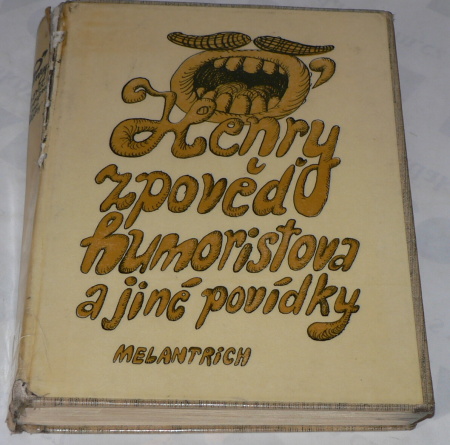 O'
Henry
zpověď
humoristova
a jiné povídky
MELANTRICH